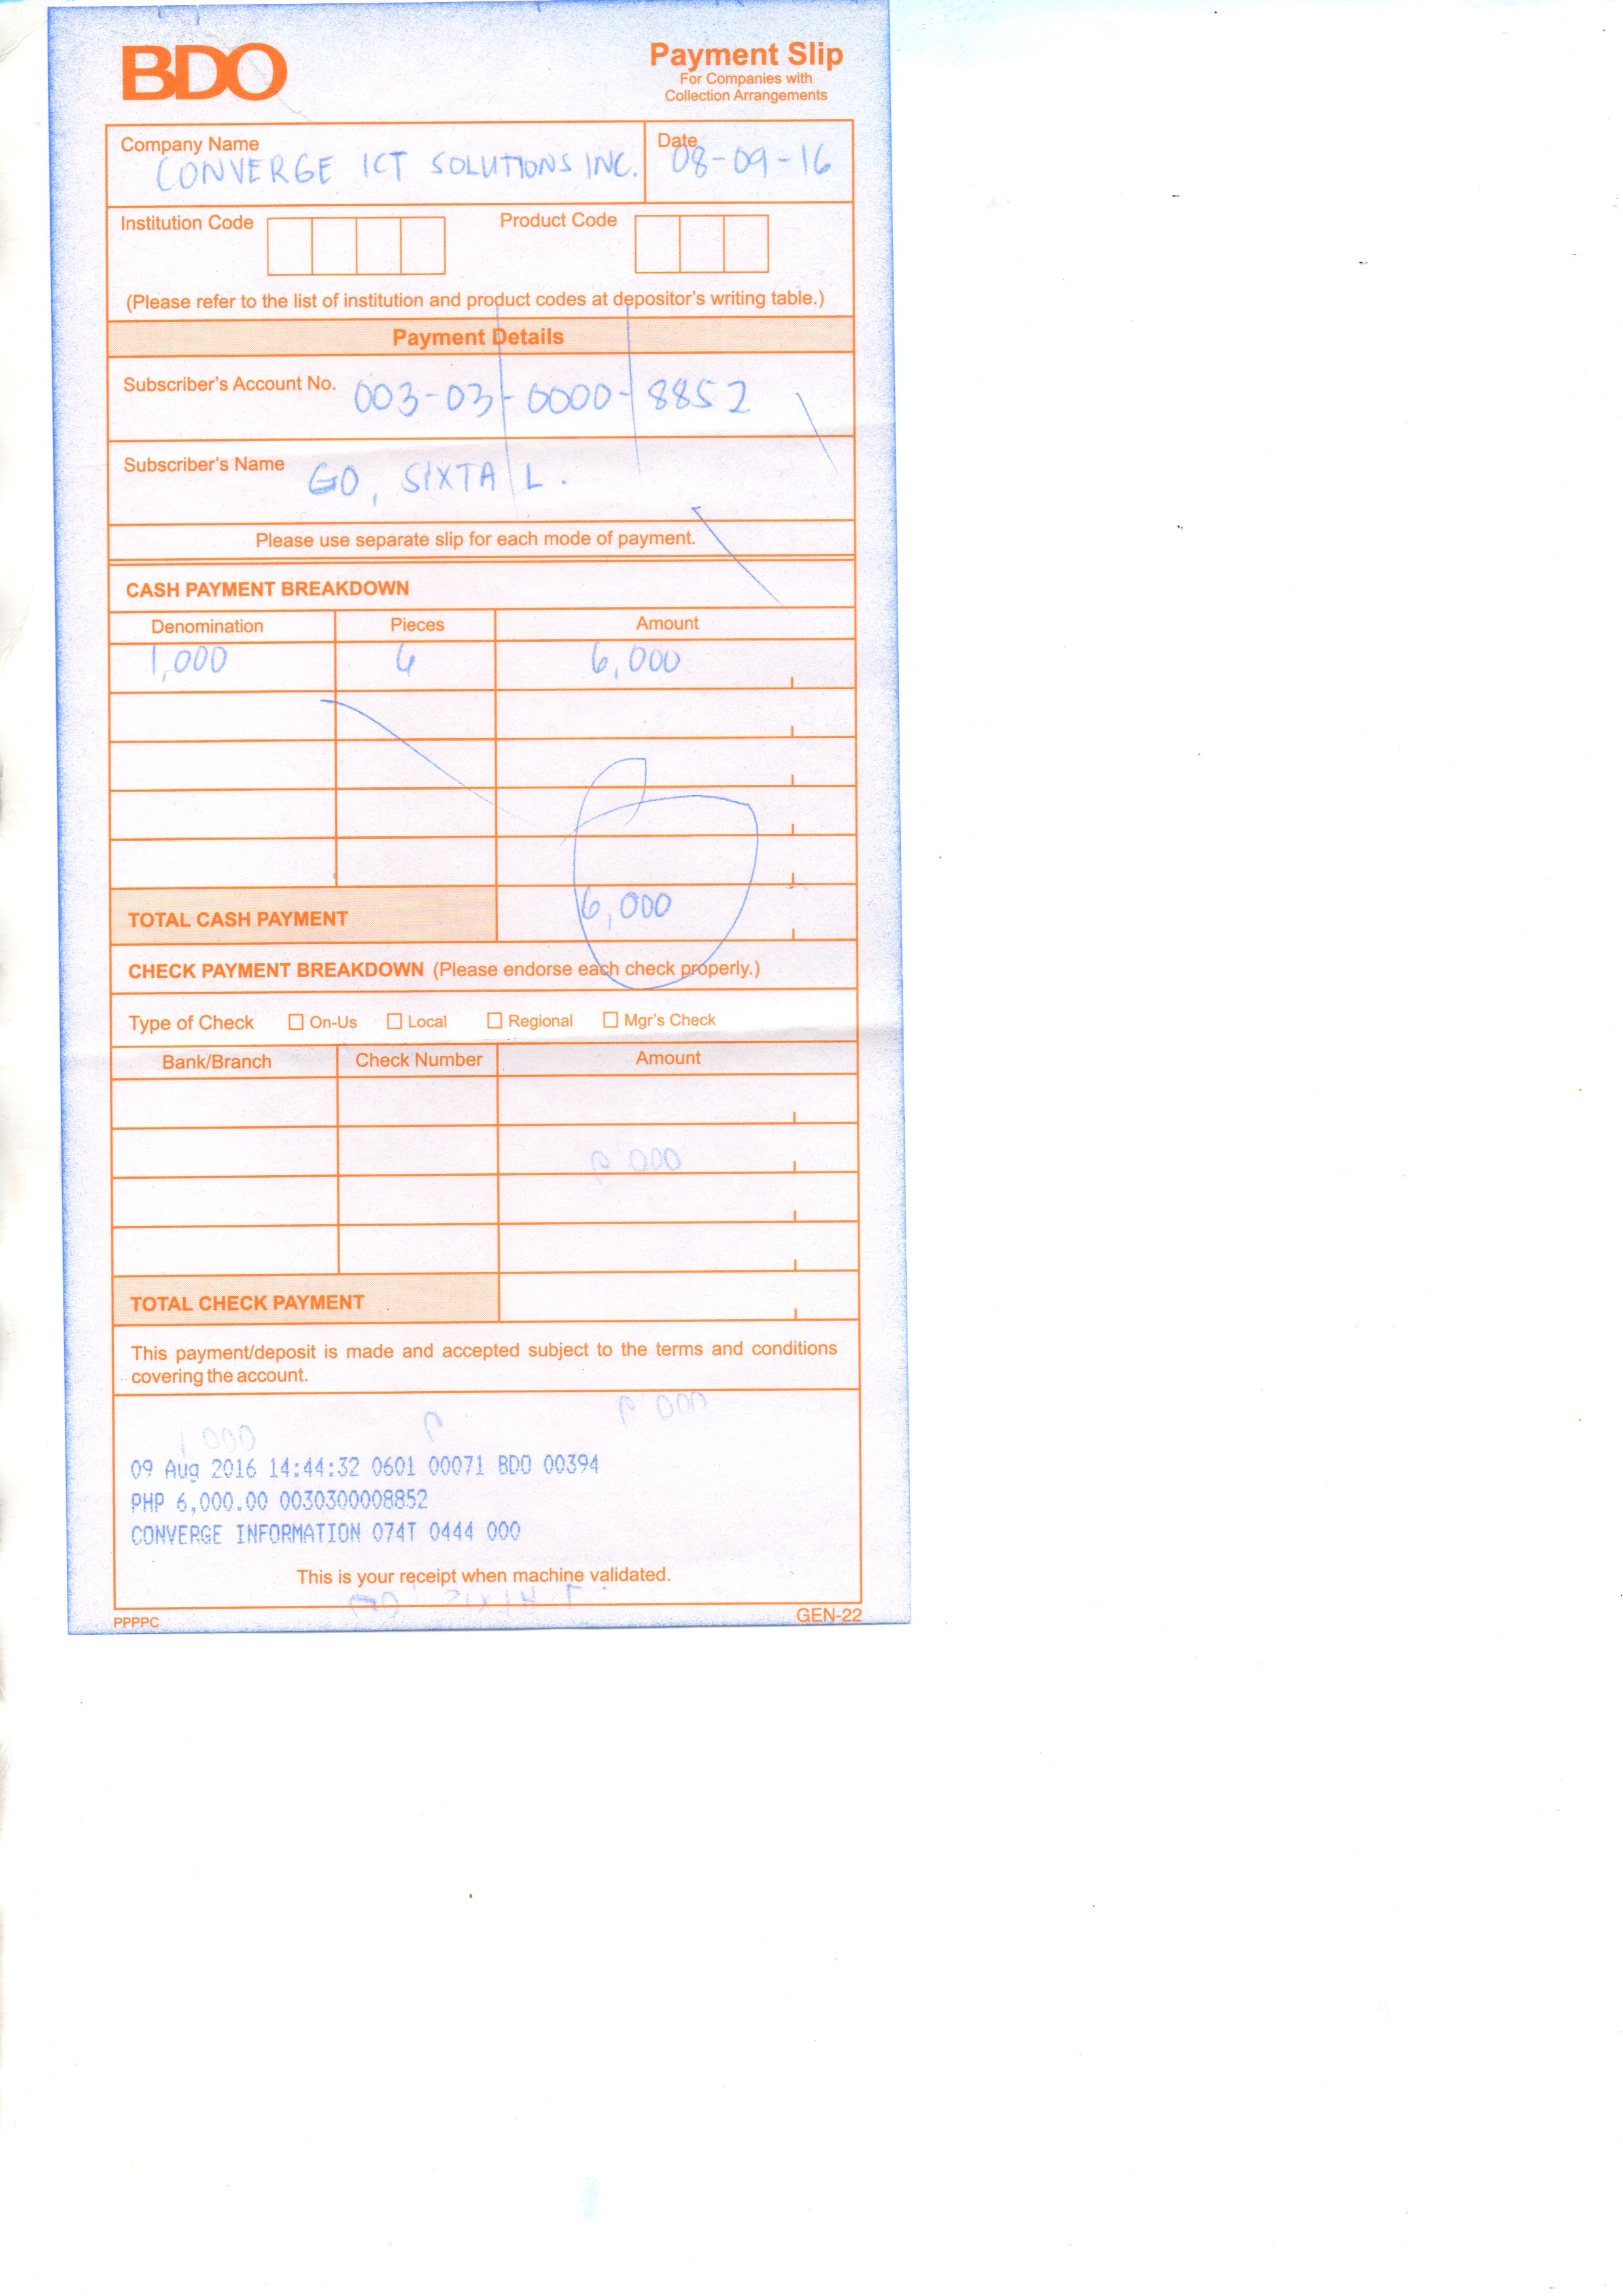 BDO
Payment Slip
For Companies with
Collection Arrangements
Company Name
CONVERGE ICT SOLUTIONS INC.
Date
08-09-16
Institution Code
Product Code
(Please refer to the list of institution and product codes at depositor's writing table.)
Payment Details
Subscriber's Account No. 003-03-0000-8852
Subscriber's Name GO, SIXTA L.
Please use separate slip for each mode of payment.
CASH PAYMENT BREAKDOWN
Denomination Pieces Amount
1,000 6 6,000
TOTAL CASH PAYMENT 6,000
CHECK PAYMENT BREAKDOWN (Please endorse each check properly.)
Type of Check On-Us Local Regional Mgr's Check
Bank/Branch Check Number Amount
TOTAL CHECK PAYMENT
This payment/deposit is made and accepted subject to the terms and conditions
covering the account.
09 Aug 2016 14:44:32 0601 00071 BDO 00394
PHP 6,000.00 0030300008852
CONVERGE INFORMATION 074T 0444 000
This is your receipt when machine validated.
PPPPC
GEN-22